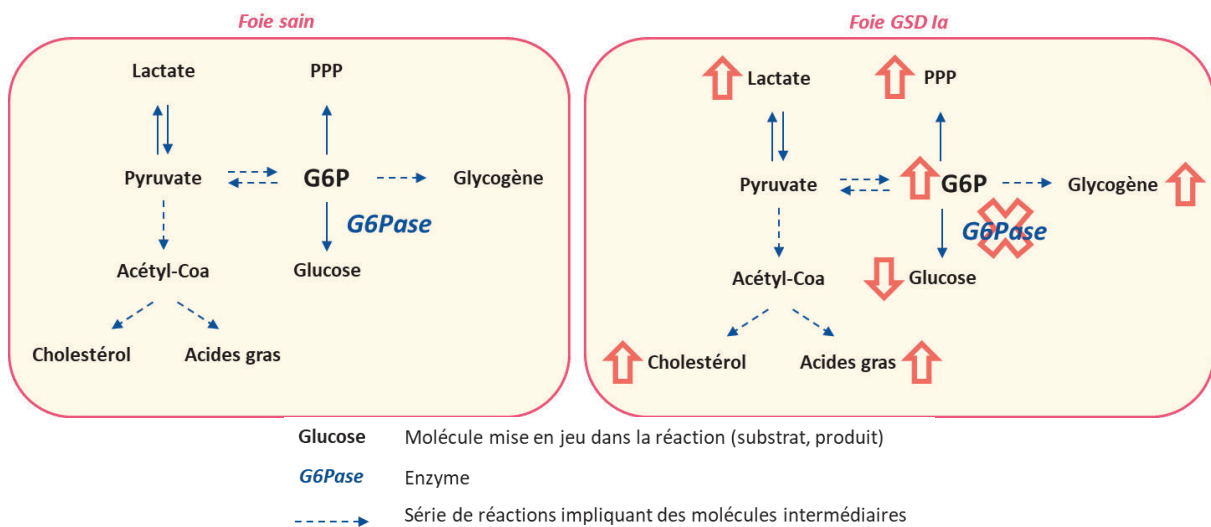 Foie sain
Lactate
PPP
Pyruvate
G6P
Glycogène
G6Pase
Acétyl-Coa
Glucose
Cholestérol
Acides gras
Foie GSD Ia
Lactate
PPP
Pyruvate
G6P
Glycogène
G6Pase
Acétyl-Coa
Glucose
Cholestérol
Acides gras
Glucose Molécule mise en jeu dans la réaction (substrat, produit)
G6Pase Enzyme
Série de réactions impliquant des molécules intermédiaires